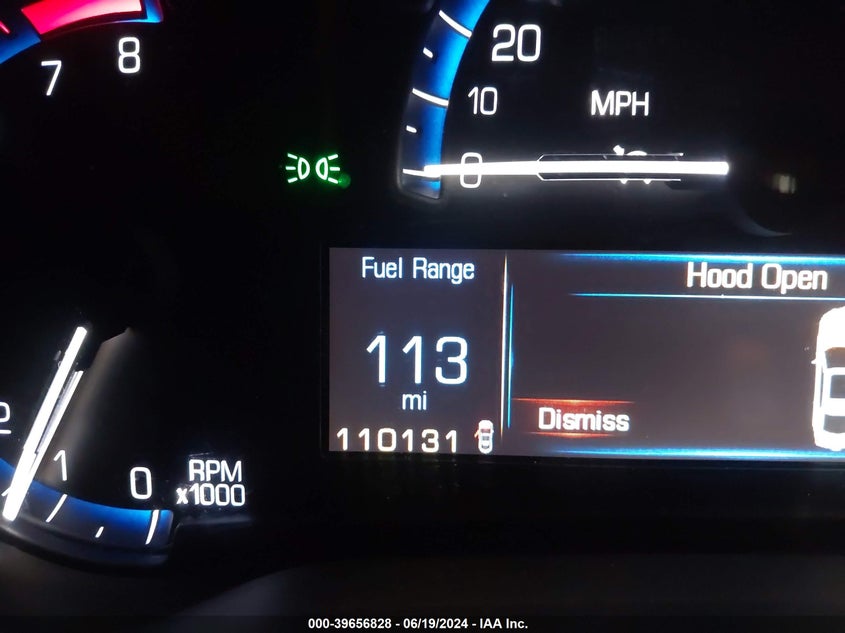 7
8
20
10
0
MPH
Fuel Range
113
mi
110131
Hood Open
Dismiss
1
0
RPM
x1000
000-39656828 - 06/19/2024 - IAA Inc.